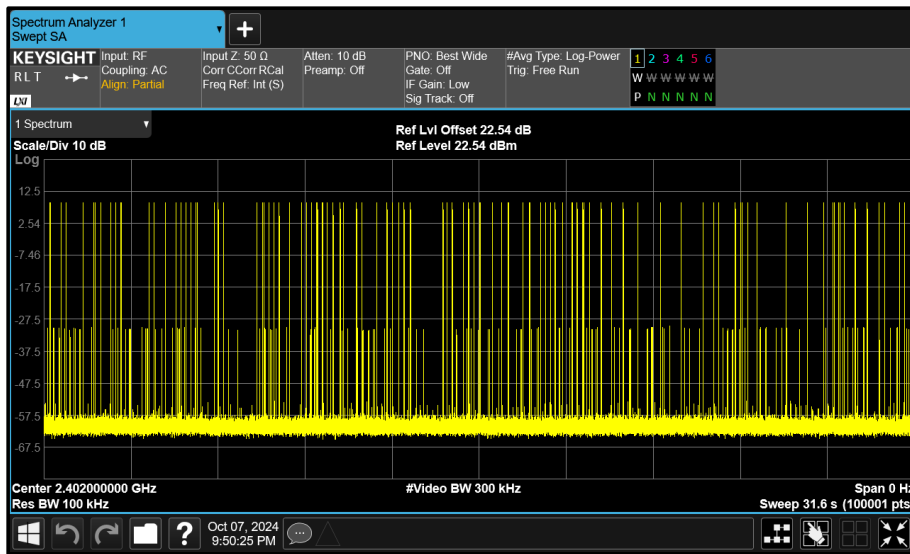 Spectrum Analyzer 1
Swept SA
KEYSIGHT
R L T
LXI
Input: RF
Coupling: AC
Align: Partial
Input Z: 50 Ω
Corr CCorr RCal
Freq Ref: Int (S)
Atten: 10 dB
Preamp: Off
PNO: Best Wide
Gate: Off
IF Gain: Low
Sig Track: Off
#Avg Type: Log-Power
Trig: Free Run
1 2 3 4 5 6
W W W W W W
P N N N N N
1 Spectrum
Scale/Div 10 dB
Ref Lvl Offset 22.54 dB
Ref Level 22.54 dBm
Log
12.5
2.54
-7.46
-17.5
-27.5
-37.5
-47.5
-57.5
-67.5
Center 2.402000000 GHz
#Video BW 300 kHz
Span 0 Hz
Res BW 100 kHz
Sweep 31.6 s (100001 pts
?
Oct 07, 2024
9:50:25 PM